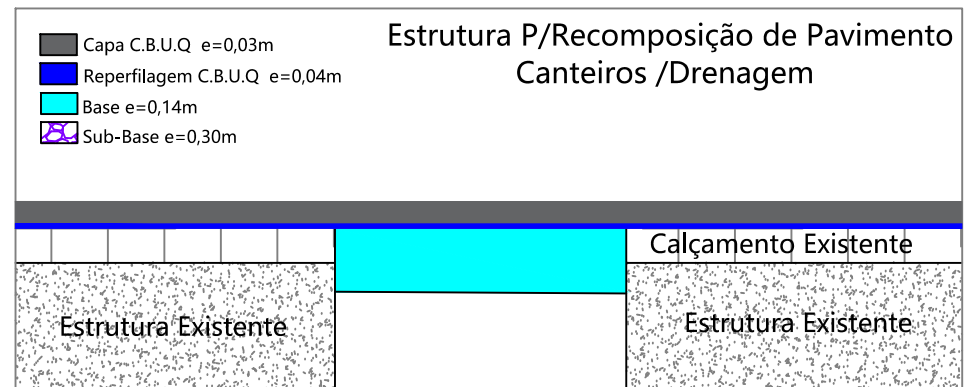 Estrutura P/Recomposição de Pavimento
Canteiros /Drenagem
Capa C.B.U.Q e=0,03m
Reperfilagem C.B.U.Q e=0,04m
Base e=0,14m
Sub-Base e=0,30m
Calçamento Existente
Estrutura Existente
Estrutura Existente